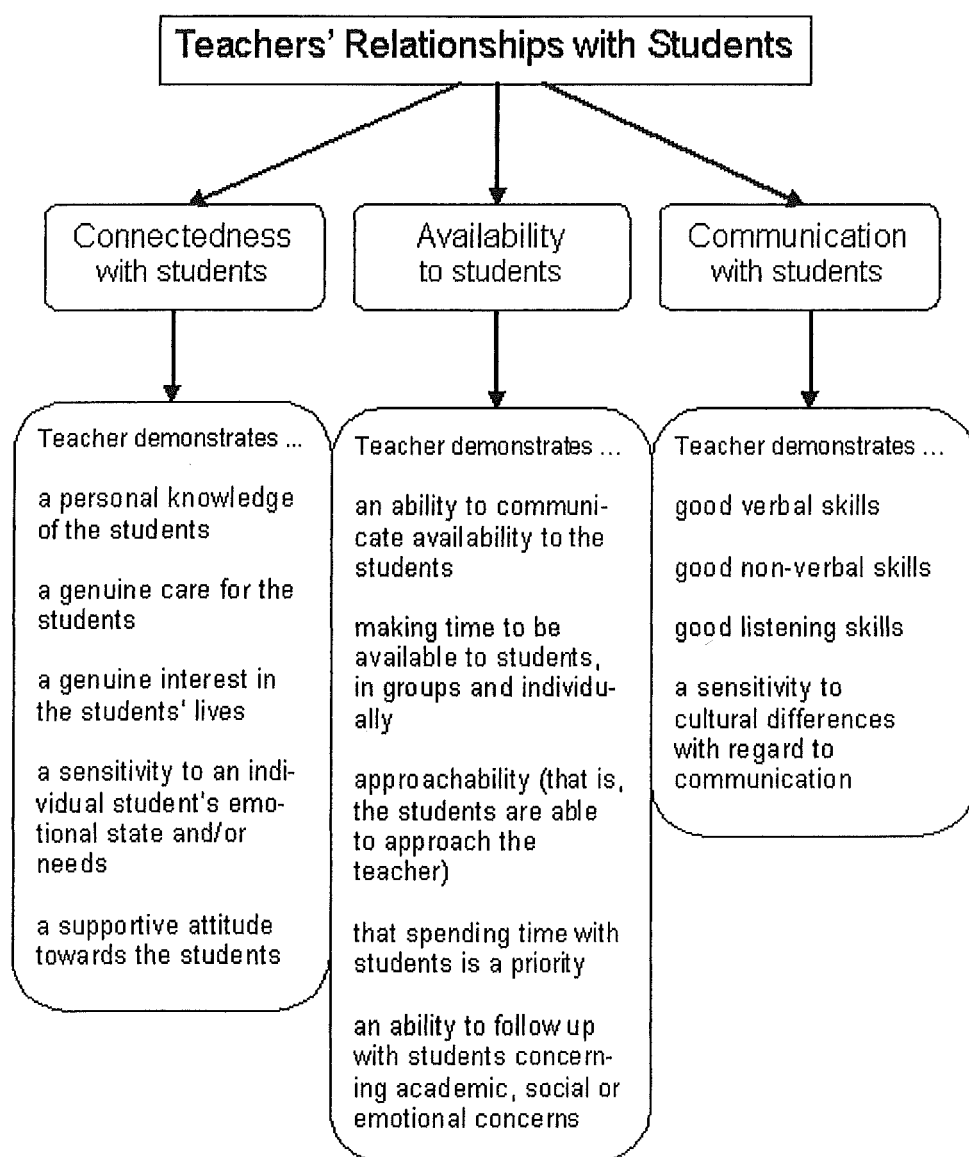 Teachers' Relationships with Students
Connectedness
with students
Availability
to students
Communication
with students
Teacher demonstrates ...
a personal knowledge
of the students
a genuine care for the
students
a genuine interest in
the students' lives
a sensitivity to an indi-
vidual student's emo-
tional state and/or
needs
a supportive attitude
towards the students
Teacher demonstrates ...
an ability to communi-
cate availability to the
students
making time to be
available to students,
in groups and individu-
ally
approachability (that is,
the students are able
to approach the
teacher)
that spending time with
students is a priority
an ability to follow up
with students concern-
ing academic, social or
emotional concerns
Teacher demonstrates ...
good verbal skills
good non-verbal skills
good listening skills
a sensitivity to
cultural differences
with regard to
communication